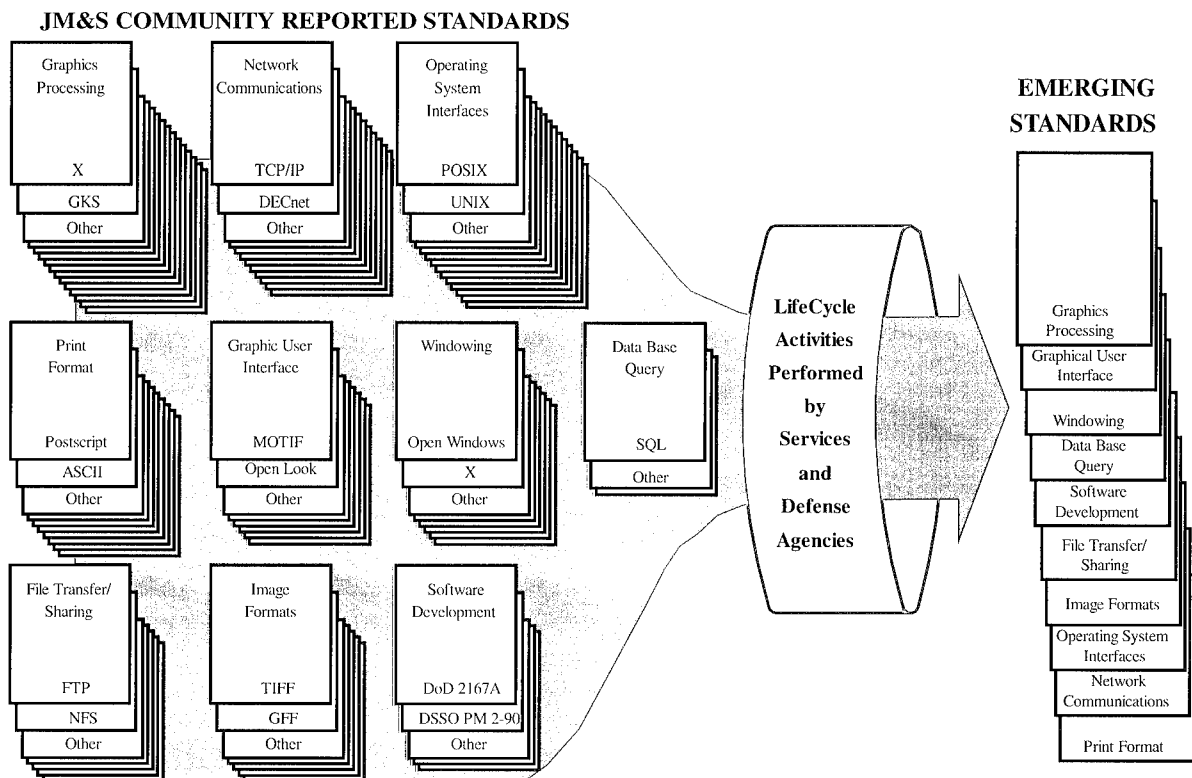 JM&S COMMUNITY REPORTED STANDARDS
Graphics
Processing
X
GKS
Other
Network
Communications
TCP/IP
DECnet
Other
Operating
System
Interfaces
POSIX
UNIX
Other
Print
Format
Postscript
ASCII
Other
Graphic User
Interface
MOTIF
Open Look
Other
Windowing
Open Windows
X
Other
Data Base
Query
SQL
Other
File Transfer/
Sharing
FTP
NFS
Other
Image
Formats
TIFF
GFF
Other
Software
Development
DoD 2167A
DSSO PM 2-90
Other
LifeCycle
Activities
Performed
by
Services
and
Defense
Agencies
EMERGING
STANDARDS
Graphics
Processing
Graphical User
Interface
Windowing
Data Base
Query
Software
Development
File Transfer/
Sharing
Image Formats
Operating System
Interfaces
Network
Communications
Print Format